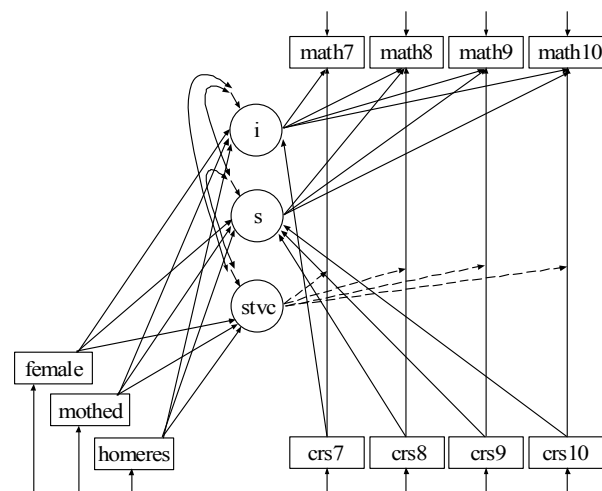 math7 math8 math9 math10
i
s
stvc
female
mothed
homeres
crs7 crs8 crs9 crs10